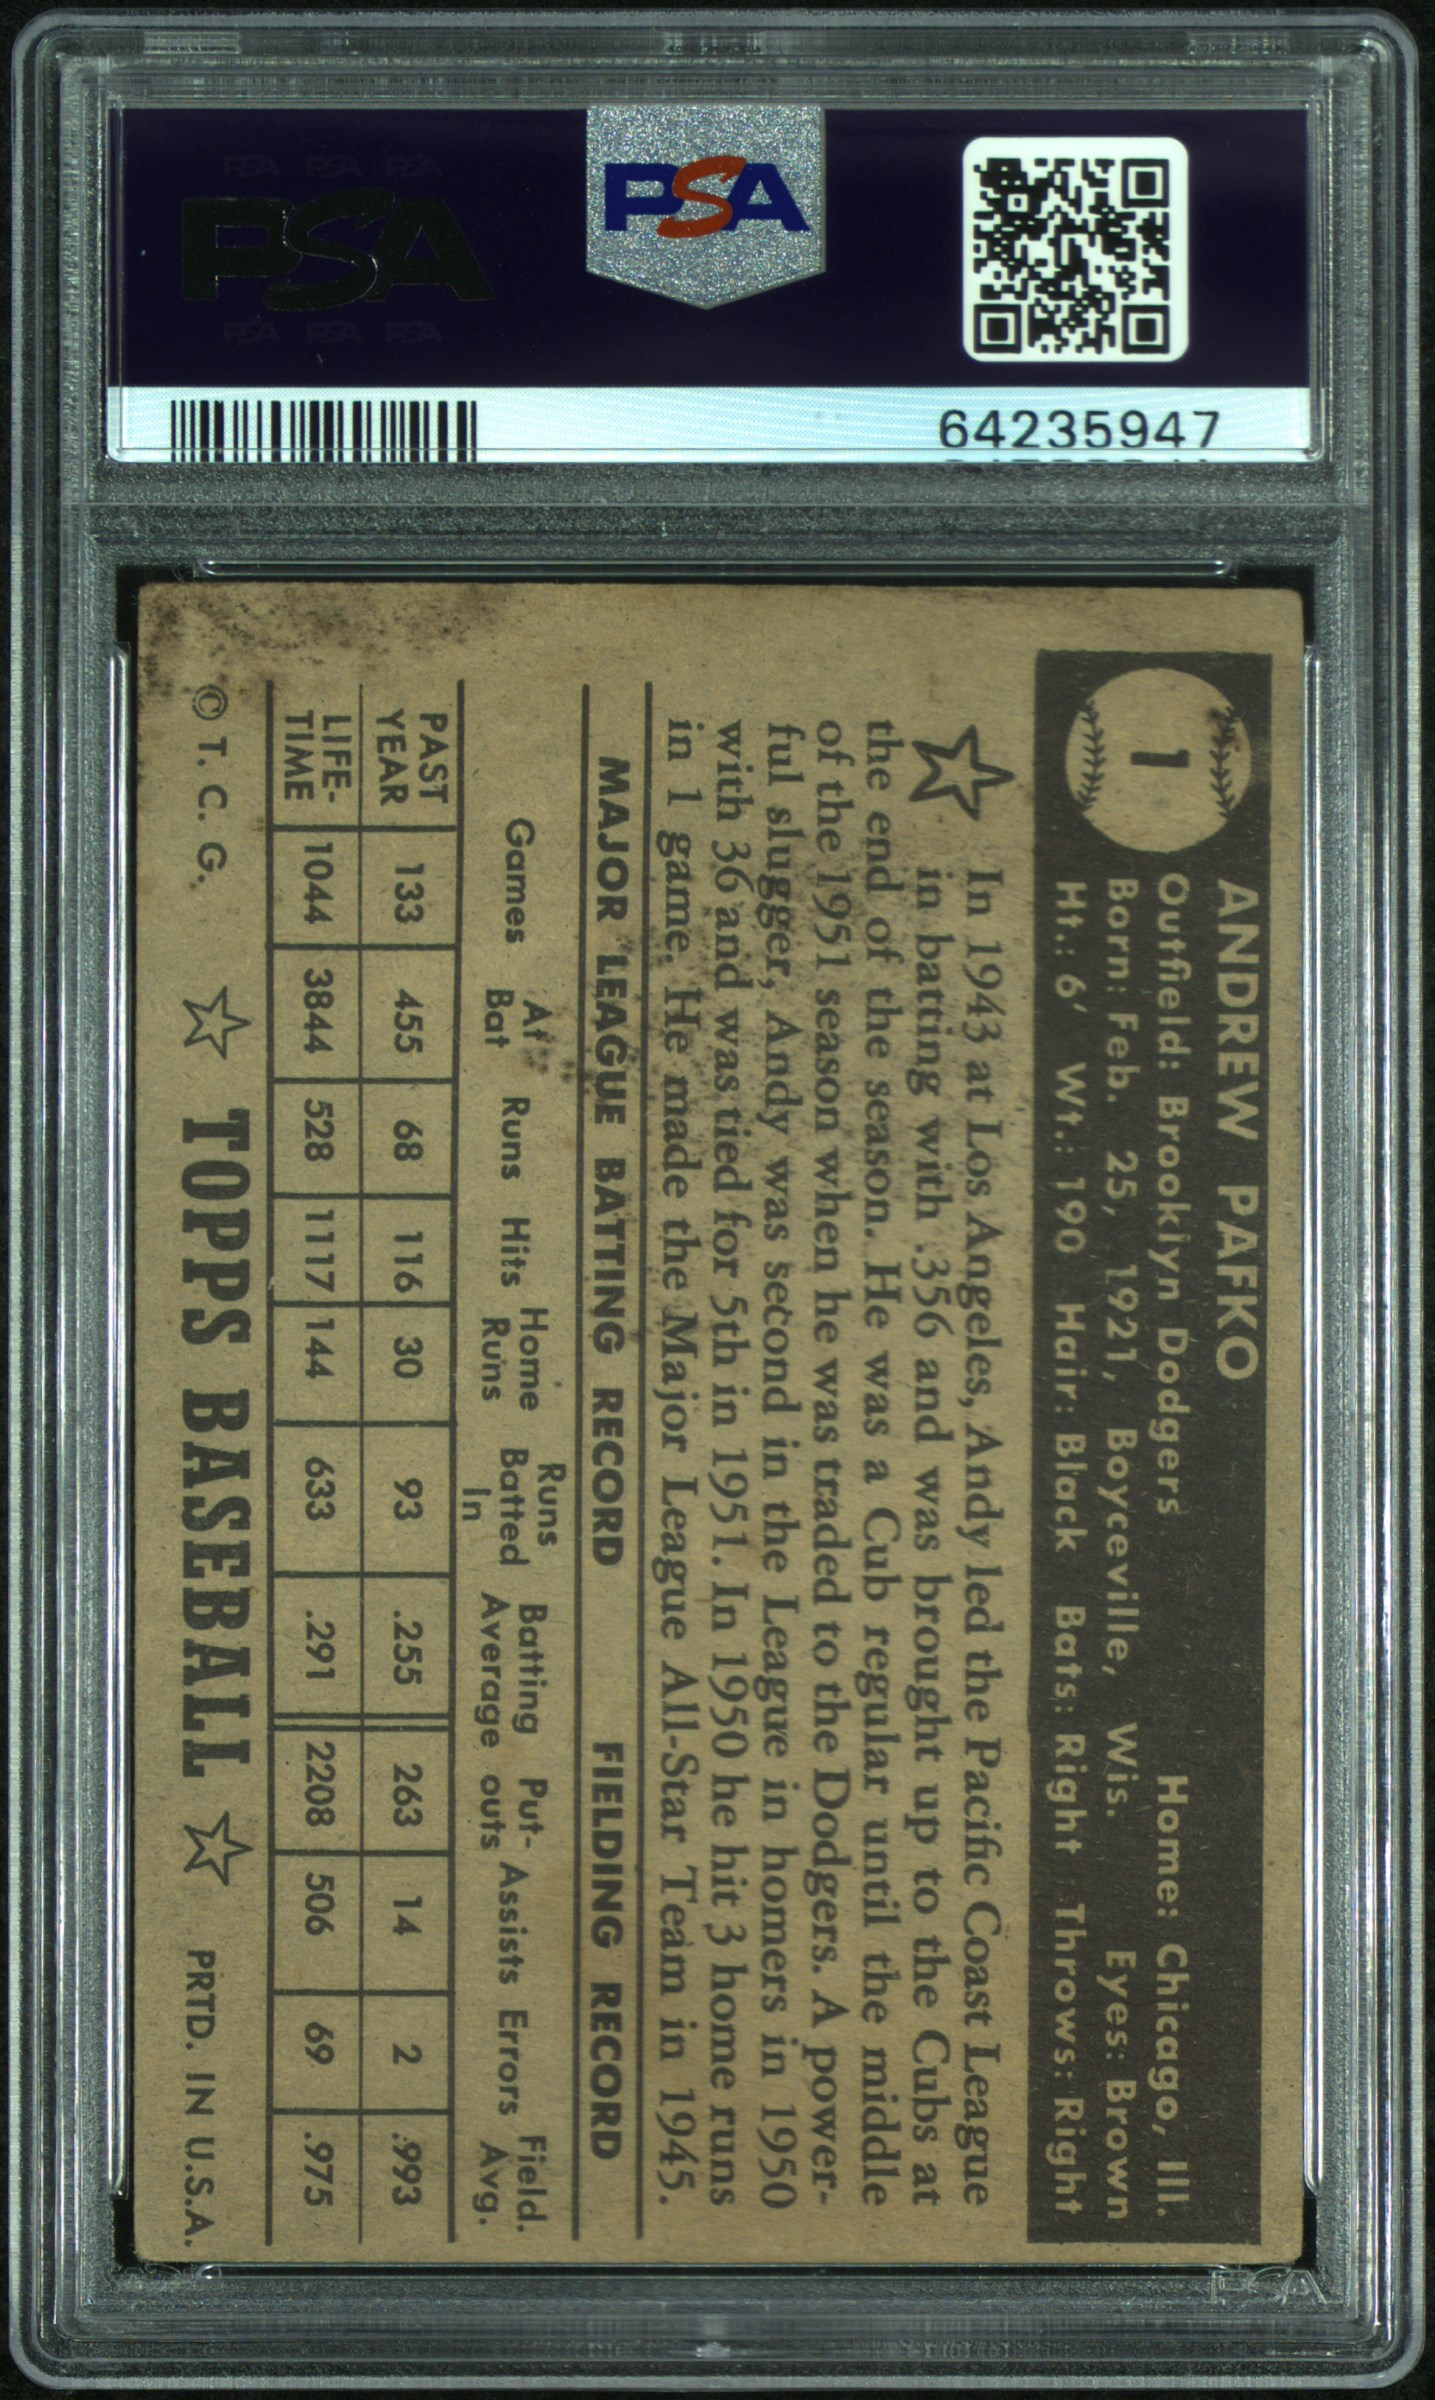 PSA PSA PSA
PSA
PSA PSA PSA
PSA
64235947
1
ANDREW PAFKO
Outfield: Brooklyn Dodgers Home: Chicago, Ill.
Born: Feb. 25, 1921, Boyceville, Wis. Eyes: Brown
Ht.: 6' Wt.: 190 Hair: Black Bats: Right Throws: Right
In 1943 at Los Angeles, Andy led the Pacific Coast League
in batting with .356 and was brought up to the Cubs at
the end of the season. He was a Cub regular until the middle
of the 1951 season when he was traded to the Dodgers. A power-
ful slugger, Andy was second in the League in homers in 1950
with 36 and was tied for 5th in 1951. In 1950 he hit 3 home runs
in 1 game. He made the Major League All-Star Team in 1945.
MAJOR LEAGUE BATTING RECORD FIELDING RECORD
Games At Bat Runs Hits Home Runs Runs Batted In Batting Average Put-outs Assists Errors Field. Avg.
PAST YEAR 133 455 68 116 30 93 .255 263 14 2 .993
LIFE-TIME 1044 3844 528 1117 144 633 .291 2208 506 69 .975
© T. C. G. TOPPS BASEBALL PRTD. IN U.S.A.
PSA